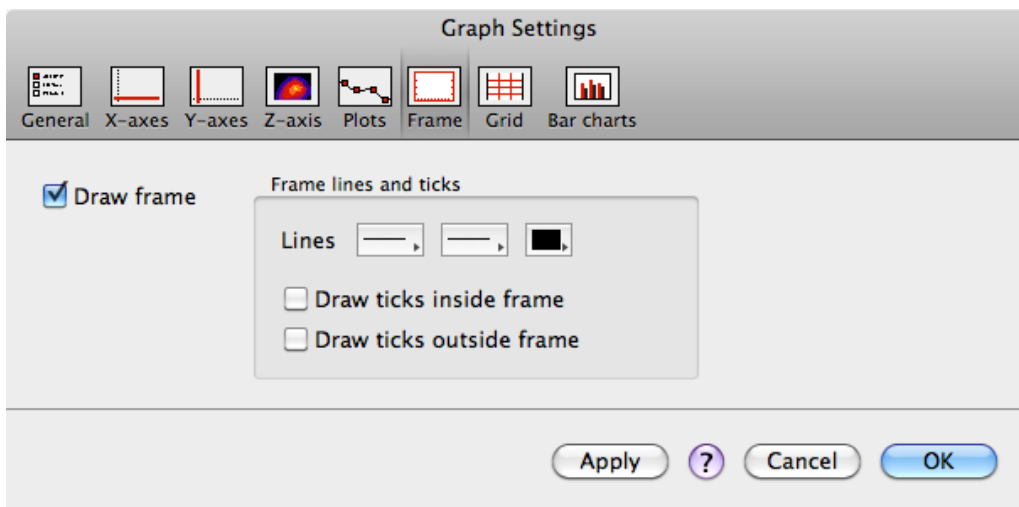 Graph Settings
General X-axes Y-axes Z-axis Plots Frame Grid Bar charts
Draw frame
Frame lines and ticks
Lines
Draw ticks inside frame
Draw ticks outside frame
Apply ? Cancel OK